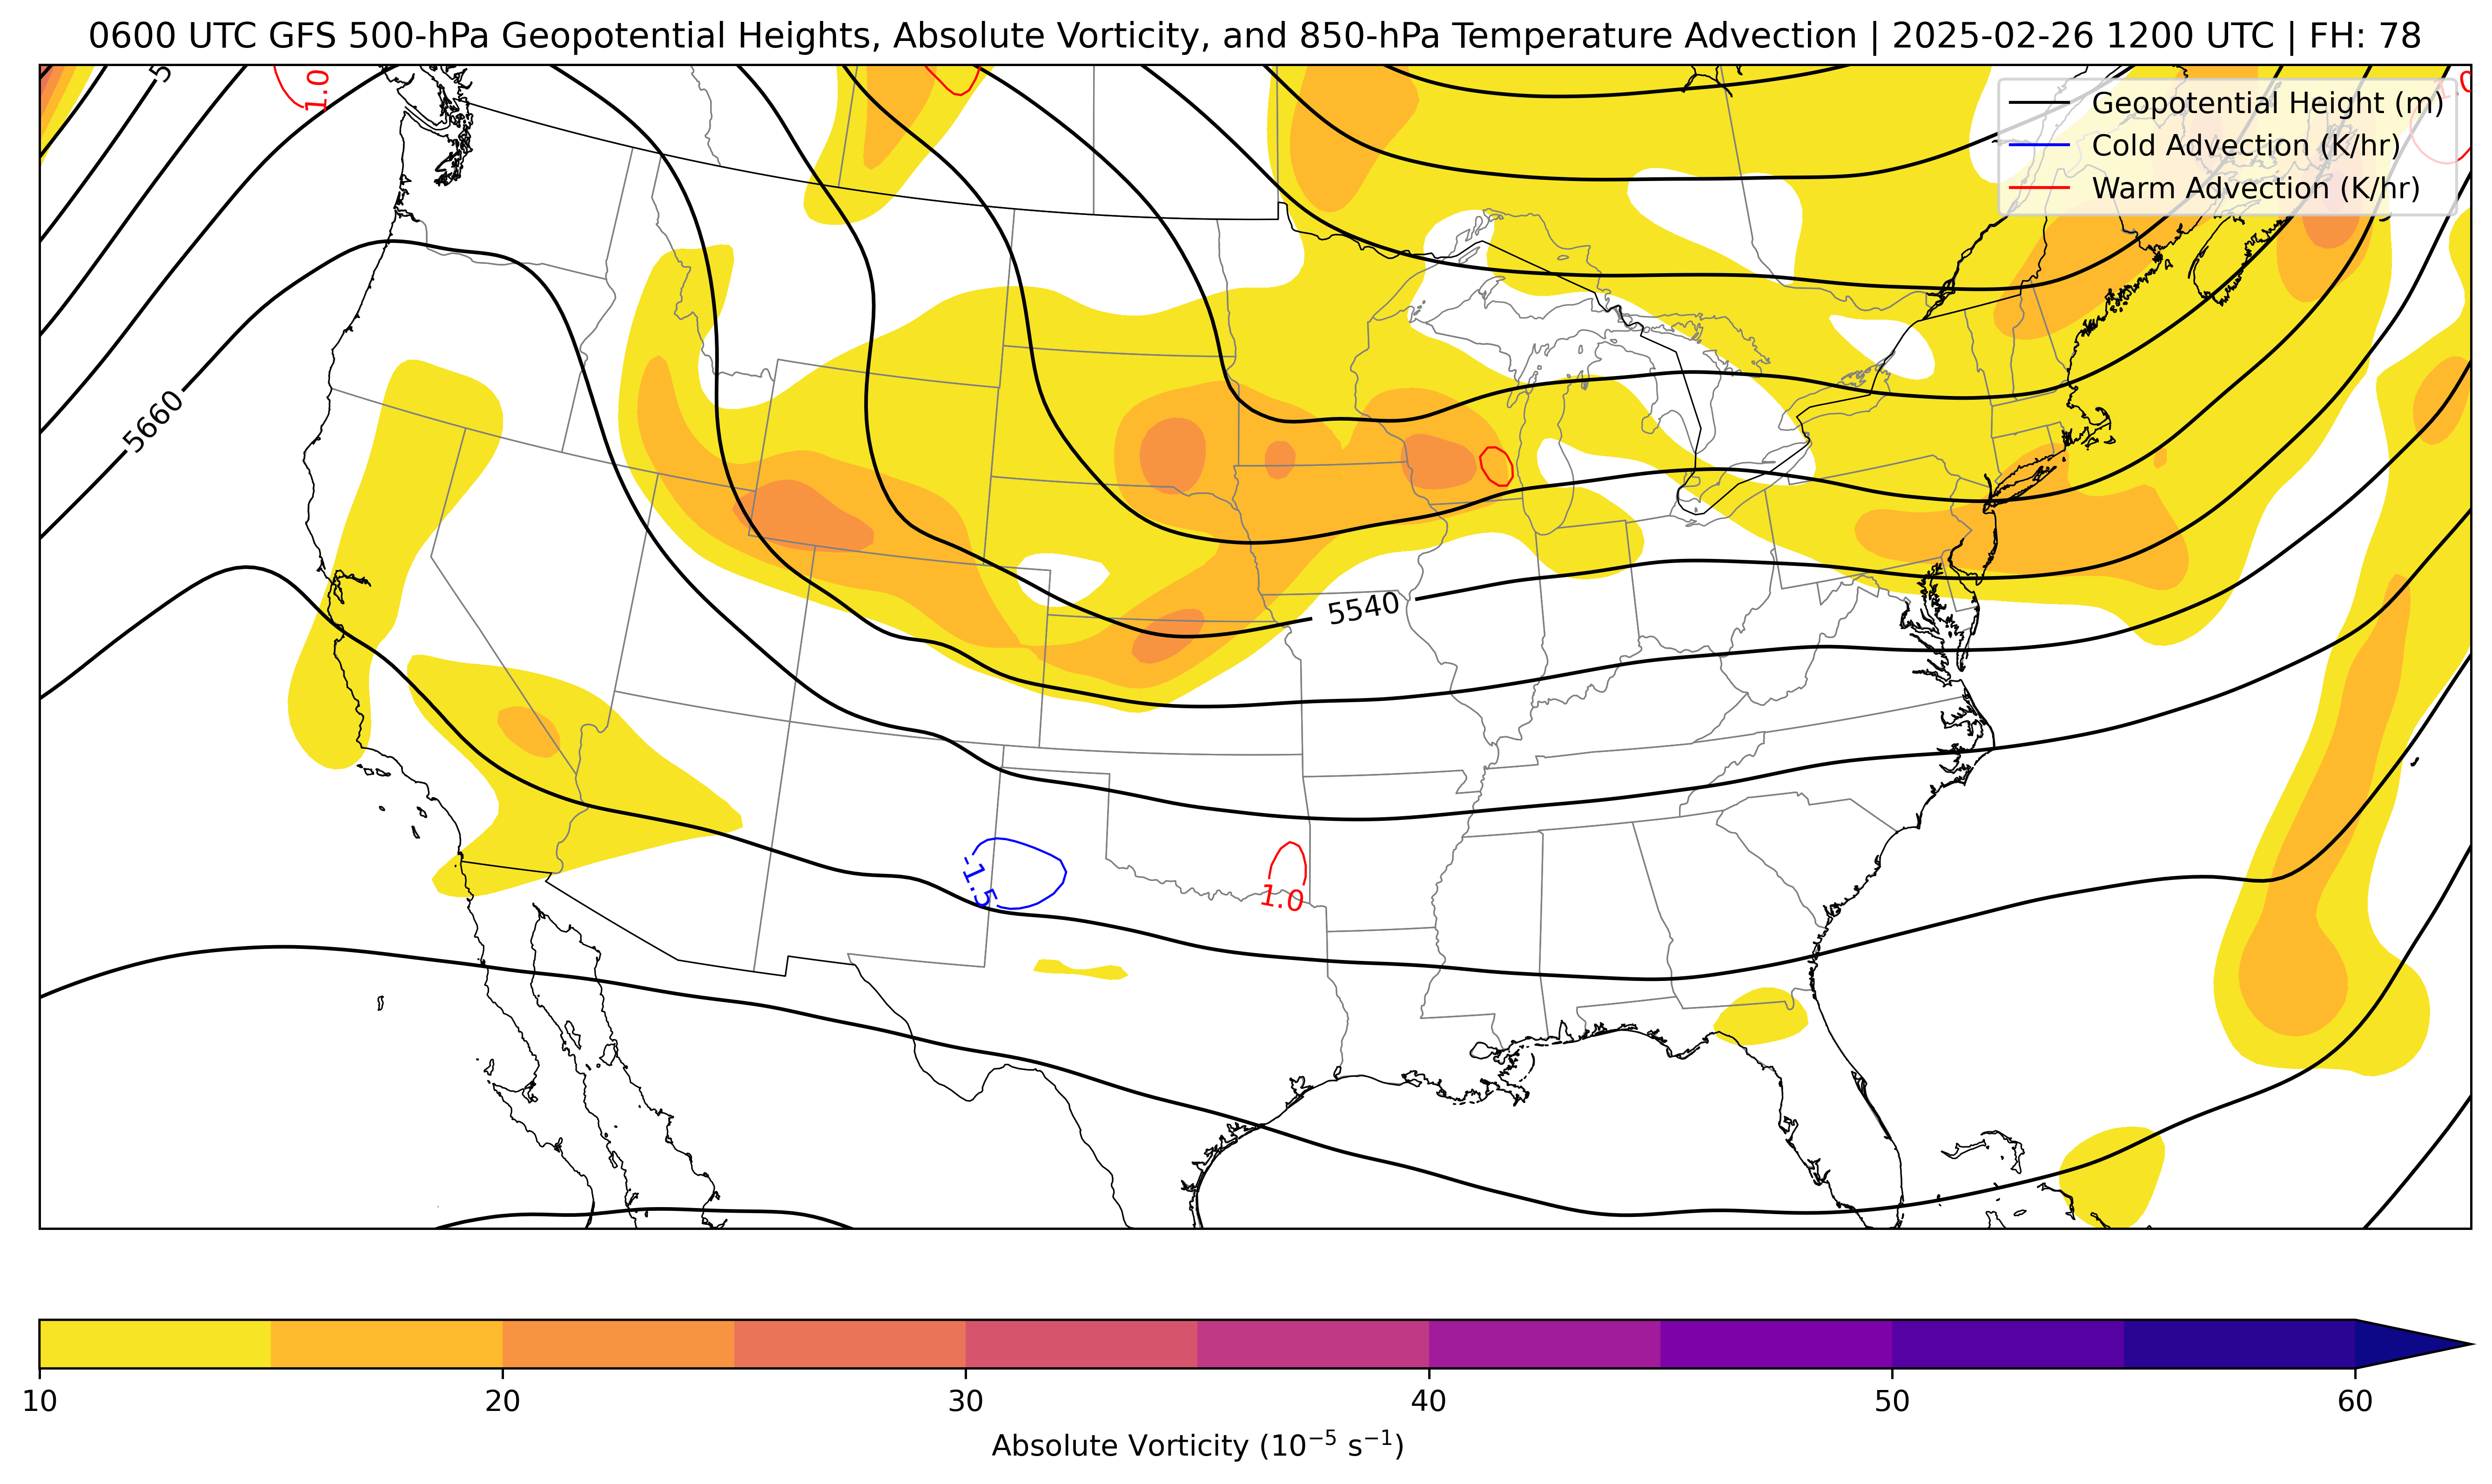 0600 UTC GFS 500-hPa Geopotential Heights, Absolute Vorticity, and 850-hPa Temperature Advection | 2025-02-26 1200 UTC | FH: 78
5
1.0
Geopotential Height (m)
Cold Advection (K/hr)
Warm Advection (K/hr)
5660
5540
-1.5
1.0
10 20 30 40 50 60
Absolute Vorticity (10⁻⁵ s⁻¹)